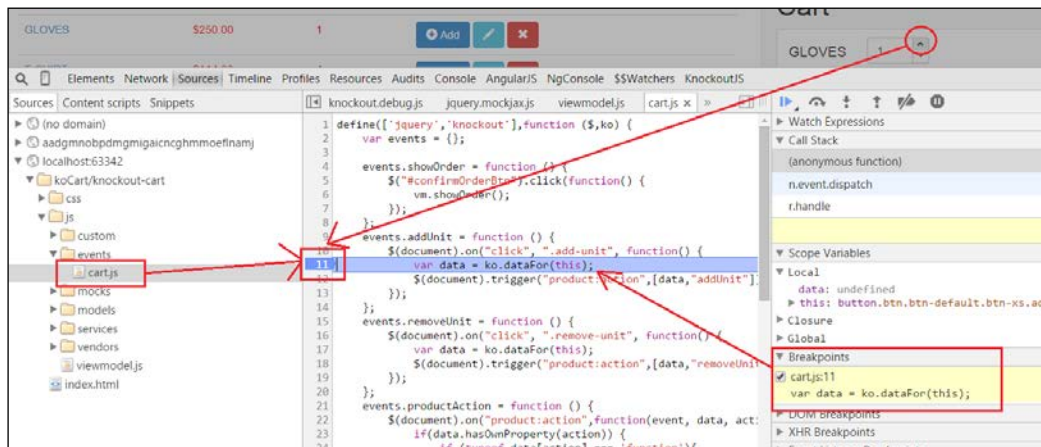 Cart
GLOVES $250.00 1 Add
GLOVES 1
Elements Network Sources Timeline Profiles Resources Audits Console AngularJS NgConsole $$Watchers KnockoutJS
Sources Content scripts Snippets
(no domain)
aadgmnobpdmgmigaicncghmmoeflnamj
localhost:63342
koCart/knockout-cart
css
js
custom
events
cart.js
mocks
models
services
vendors
viewmodel.js
index.html
knockout.debug.js jquery.mockjax.js viewmodel.js cart.js × »
1 define(['jquery','knockout'],function ($,ko) {
2 var events = {};
3
4 events.showOrder = function () {
5 $("#confirmOrderBtn").click(function() {
6 vm.showOrder();
7 });
8 };
9 events.addUnit = function () {
10 $(document).on("click", ".add-unit", function() {
11 var data = ko.dataFor(this);
12 $(document).trigger("product:action",[data,"addUnit"])
13 });
14 };
15 events.removeUnit = function () {
16 $(document).on("click", ".remove-unit", function() {
17 var data = ko.dataFor(this);
18 $(document).trigger("product:action",[data,"removeUnit
19 });
20 };
21
22 events.productAction = function () {
23 $(document).on("product:action",function(event, data, acti
24 if(data.hasOwnProperty(action)) {
Watch Expressions
Call Stack
(anonymous function)
n.event.dispatch
r.handle
Scope Variables
Local
data: undefined
this: button.btn.btn-default.btn-xs.ad
Closure
Global
Breakpoints
cart.js:11
var data = ko.dataFor(this);
DOM Breakpoints
XHR Breakpoints